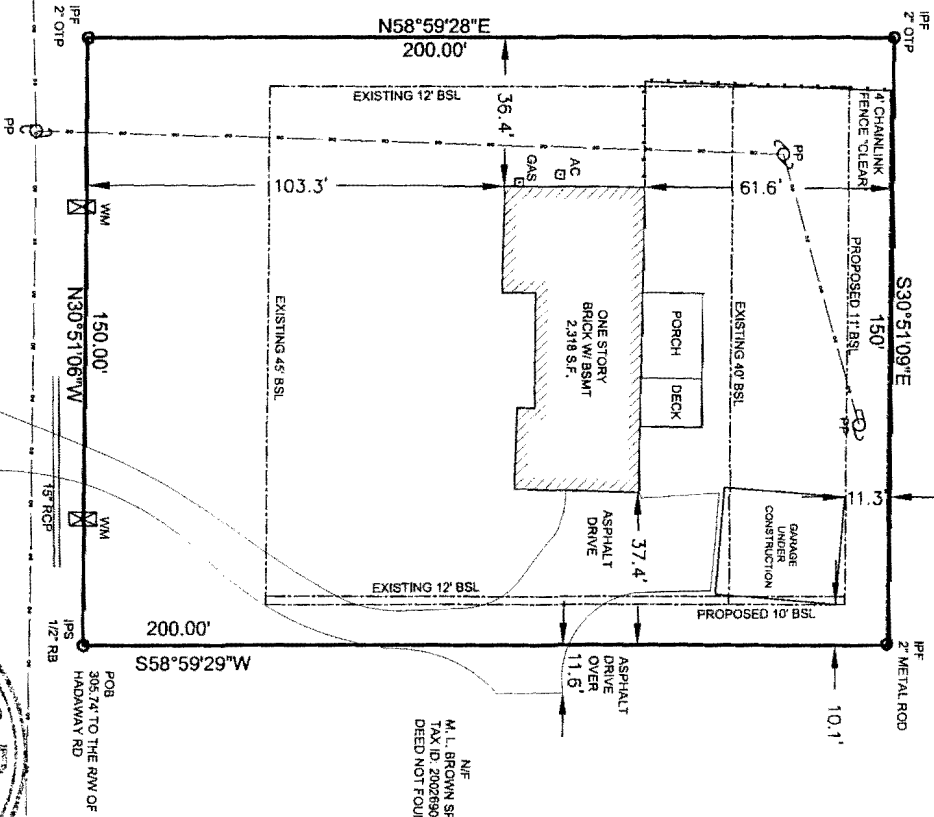 IPF
2" OTP
N58°59'28"E
200.00'
IPF
2" OTP
EXISTING 12' BSL
4' CHAINLINK
FENCE "CLEAR"
PP
PP
36.4'
GAS
AC
103.3'
61.6'
WM
PROPOSED 11' BSL
S30°51'09"E
150'
N30°51'06"W
150.00'
EXISTING 45' BSL
ONE STORY
BRICK W/ BSMT
2,318 S.F.
PORCH
DECK
EXISTING 40' BSL
PP
15" RCP
WM
11.3'
GARAGE
UNDER
CONSTRUCTION
ASPHALT
DRIVE
37.4'
EXISTING 12' BSL
PROPOSED 10' BSL
200.00'
S58°59'29"W
IPS
1/2" RB
IPF
2" METAL ROD
ASPHALT
DRIVE
OVER
11.6'
10.1'
POB
305.74' TO THE R/W OF
HADAWAY RD
N/F
M. L. BROWN
TAX ID: 2002690
DEED NOT